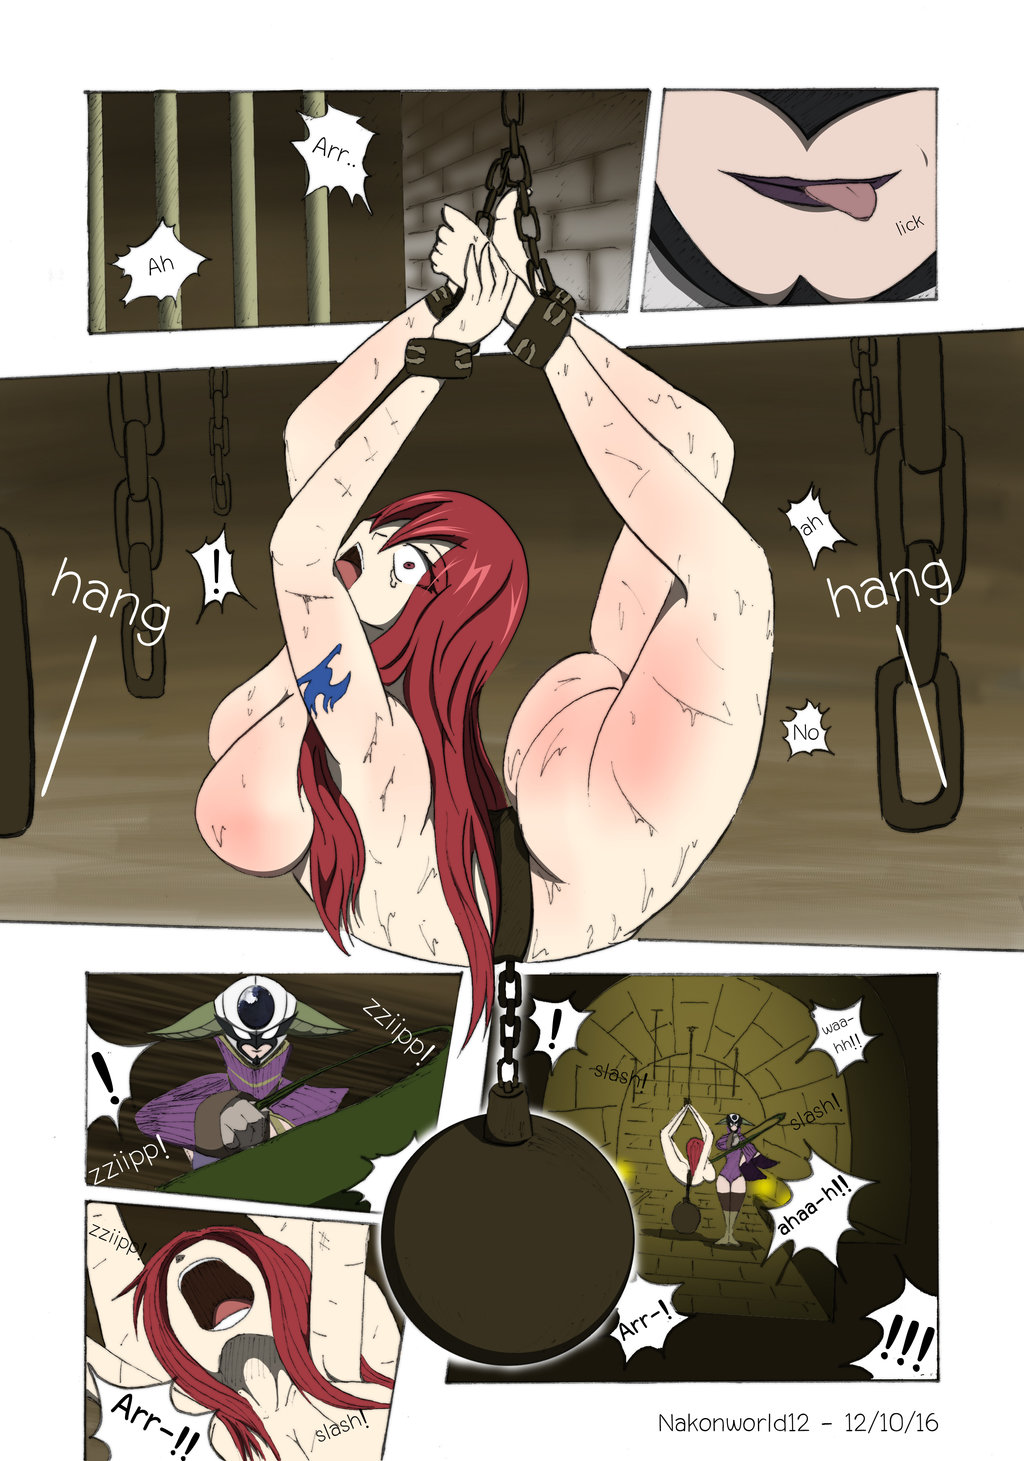 Arr..
Ah
lick
!
ah
hang
hang
No
zziipp!
!
zziipp!
!
waa-
hh!!
slash!
slash!
ahaa-h!!
zziipp!
Arr-!
!!!
Arr-!!
slash!
Nakonworld12 - 12/10/16